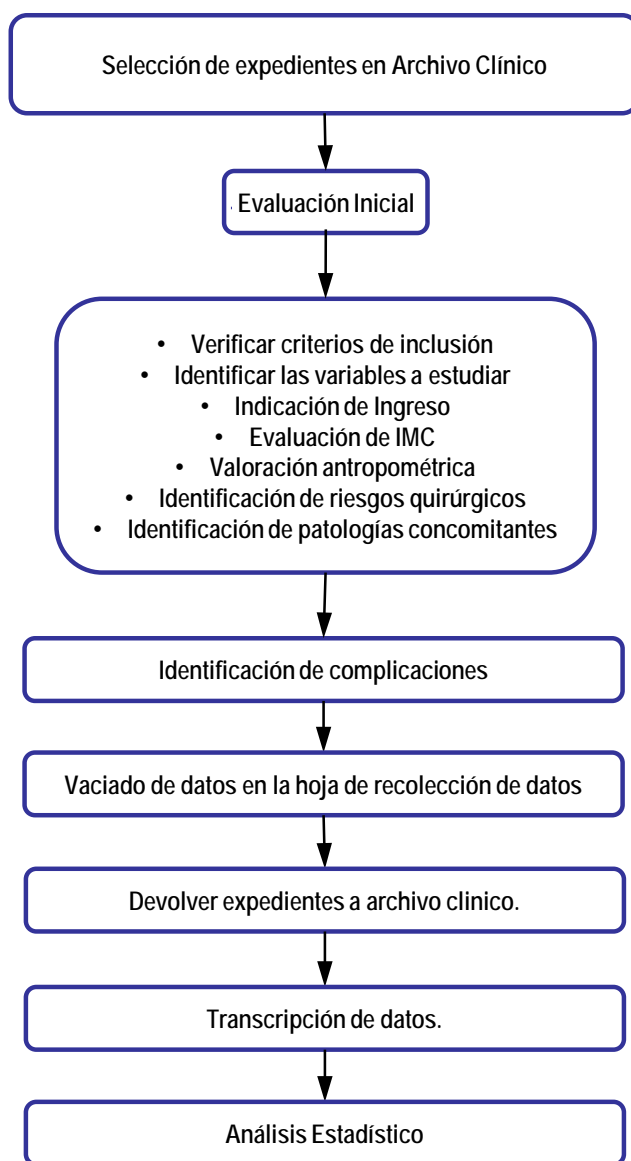 Selección de expedientes en Archivo Clínico
. Evaluación Inicial
• Verificar criterios de inclusión
• Identificar las variables a estudiar
• Indicación de Ingreso
• Evaluación de IMC
• Valoración antropométrica
• Identificación de riesgos quirúrgicos
• Identificación de patologías concomitantes
Identificación de complicaciones
Vaciado de datos en la hoja de recolección de datos
Devolver expedientes a archivo clinico.
Transcripción de datos.
Análisis Estadístico